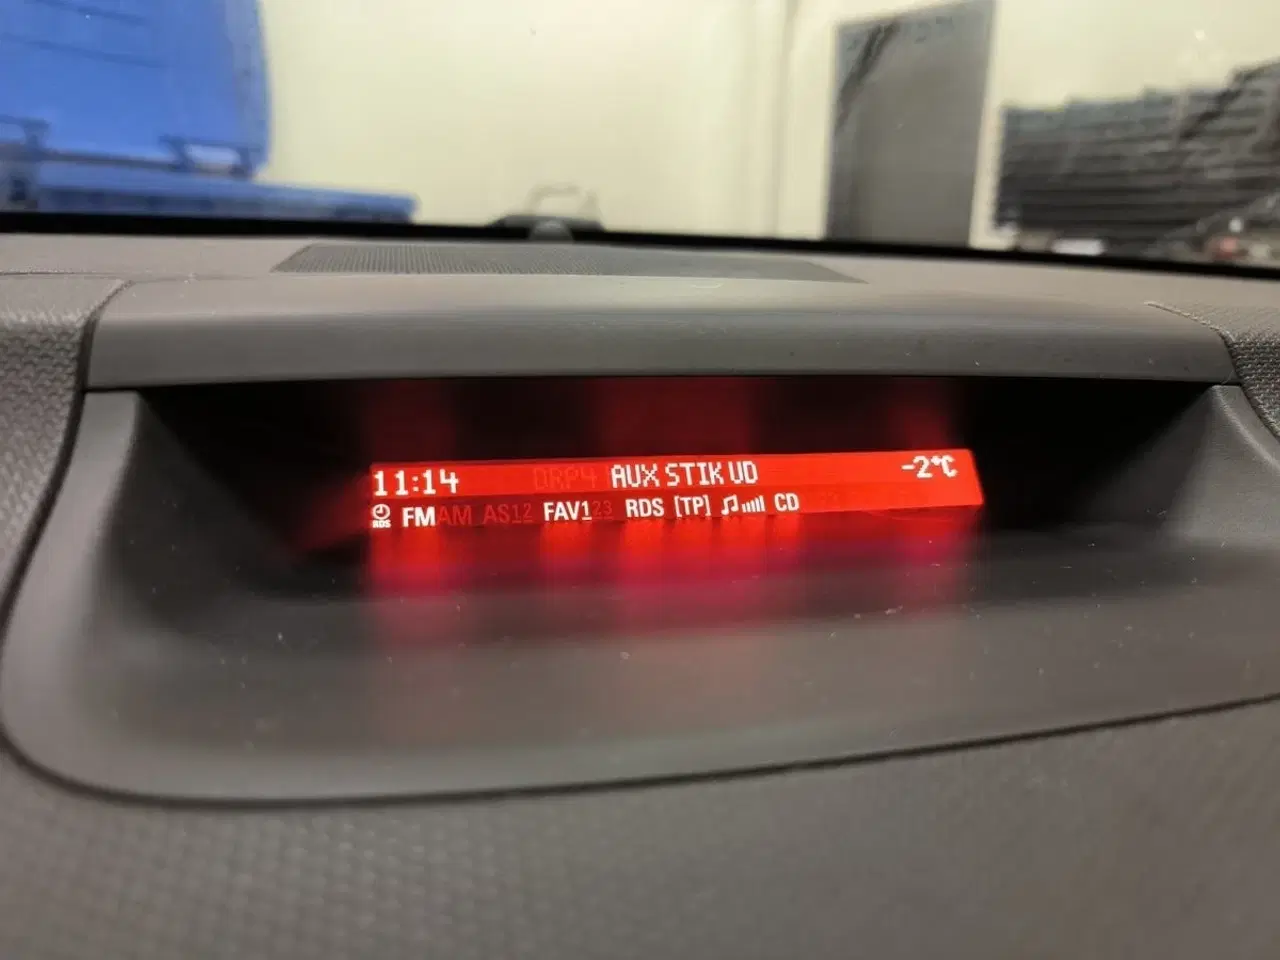 11:14 DRP4 AUX STIK UD -2°C
RDS FM AM AS12 FAV123 RDS [TP] CD